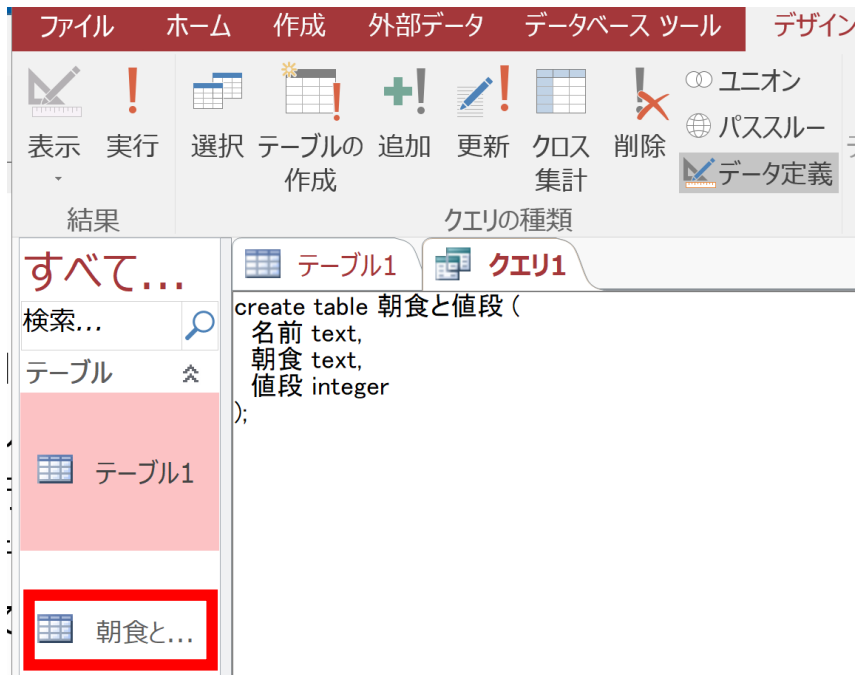 ファイル ホーム 作成 外部データ データベース ツール デザイン
表示 実行 選択 テーブルの作成 追加 更新 クロス集計 削除
ユニオン
パススルー
データ定義
結果 クエリの種類
すべて...
検索...
テーブル
テーブル1
朝食と...
テーブル1 クエリ1
create table 朝食と値段 (
名前 text,
朝食 text,
値段 integer
);